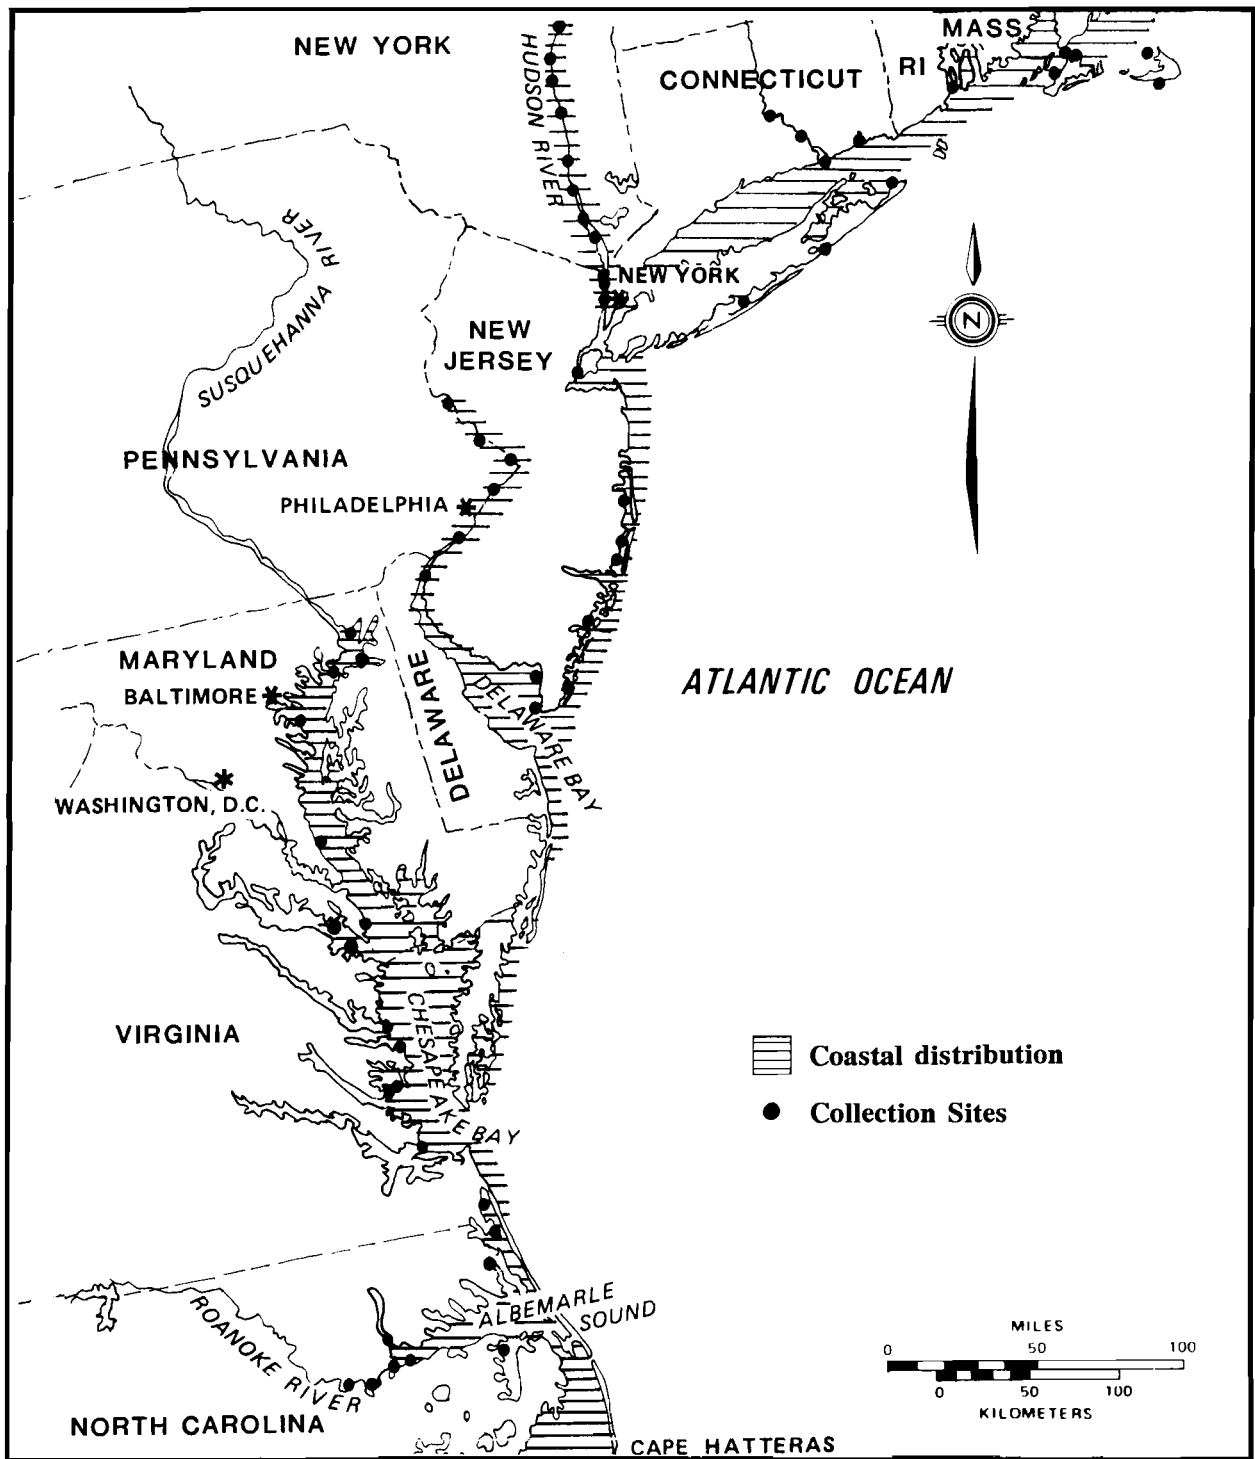 MASS
NEW YORK
HUDSON RIVER
CONNECTICUT
RI
SUSQUEHANNA RIVER
NEW YORK
N
NEW
JERSEY
PENNSYLVANIA
PHILADELPHIA
MARYLAND
BALTIMORE
DELAWARE
DELAWARE BAY
ATLANTIC OCEAN
WASHINGTON, D.C.
CHESAPEAKE BAY
VIRGINIA
Coastal distribution
Collection Sites
ALBEMARLE
SOUND
ROANOKE RIVER
MILES
0 50 100
0 50 100
KILOMETERS
NORTH CAROLINA
CAPE HATTERAS